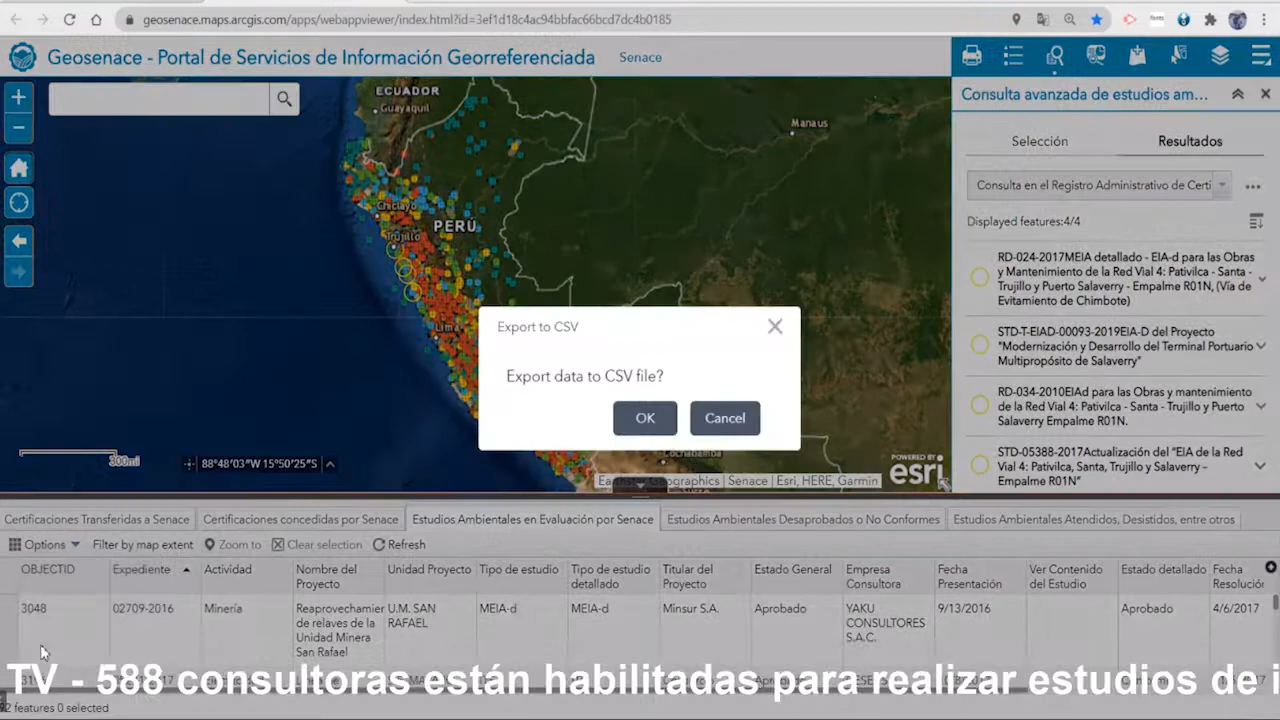 geosenace.maps.arcgis.com/apps/webappviewer/index.html?id=3ef1d18c4ac94bbfac66bcd7dc4b0185
Geosenace - Portal de Servicios de Información Georreferenciada
Senace
ECUADOR
Guayaquil
Manaus
Chiclayo
PERÚ
Trujillo
Lima
Cochabamba
300mi
88°48'03"W 15°50'25"S
POWERED BY
esri
Earthstar Geographics | Senace | Esri, HERE, Garmin
Export to CSV
Export data to CSV file?
OK
Cancel
Consulta avanzada de estudios am...
Selección
Resultados
Consulta en el Registro Administrativo de Certi
Displayed features:4/4
RD-024-2017MEIA detallado - EIA-d para las Obras
y Mantenimiento de la Red Vial 4: Pativilca - Santa -
Trujillo y Puerto Salaverry - Empalme R01N, (Vía de
Evitamiento de Chimbote)
STD-T-EIAD-00093-2019EIA-D del Proyecto
"Modernización y Desarrollo del Terminal Portuario
Multipropósito de Salaverry"
RD-034-2010EIAd para las Obras y mantenimiento
de la Red Vial 4: Pativilca - Santa - Trujillo y Puerto
Salaverry Empalme R01N.
STD-05388-2017Actualización del "EIA de la Red
Vial 4: Pativilca, Santa, Trujillo y Salaverry –
Empalme R01N"
Certificaciones Transferidas a Senace
Certificaciones concedidas por Senace
Estudios Ambientales en Evaluación por Senace
Estudios Ambientales Desaprobados o No Conformes
Estudios Ambientales Atendidos, Desistidos, entre otros
Options
Filter by map extent
Zoom to
Clear selection
Refresh
OBJECTID
Expediente
Actividad
Nombre del
Proyecto
Unidad Proyecto
Tipo de estudio
Tipo de estudio
detallado
Titular del
Proyecto
Estado General
Empresa
Consultora
Fecha
Presentación
Ver Contenido
del Estudio
Estado detallado
Fecha
Resolución
3048
02709-2016
Minería
Reaprovechamier
de relaves de la
Unidad Minera
San Rafael
U.M. SAN
RAFAEL
MEIA-d
MEIA-d
Minsur S.A.
Aprobado
YAKU
CONSULTORES
S.A.C.
9/13/2016
Aprobado
4/6/2017
TV - 588 consultoras están habilitadas para realizar estudios de i
2 features 0 selected